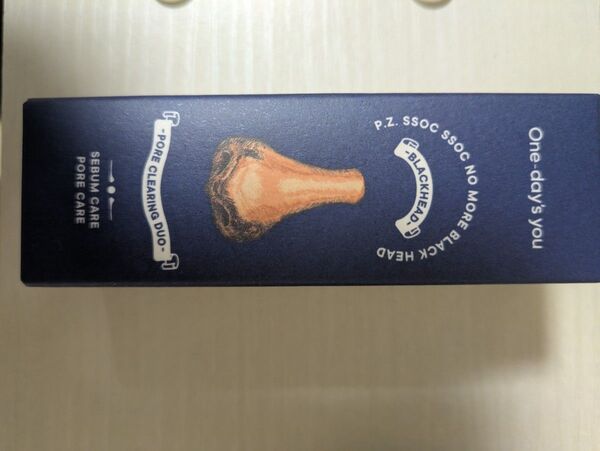 One-day's you
P.Z. SSOC SSOC NO MORE BLACK HEAD
-BLACKHEAD-
-PORE CLEARING DUO-
SEBUM CARE
PORE CARE